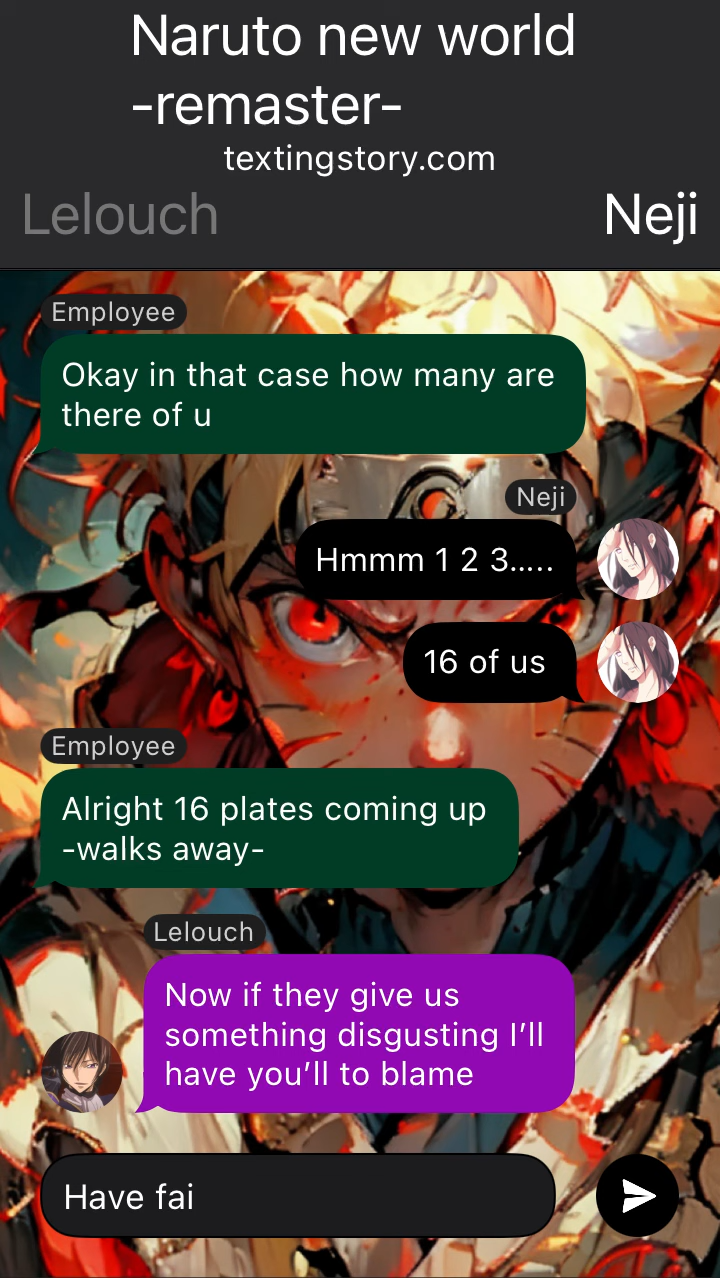 Naruto new world
-remaster-
textingstory.com
Lelouch
Neji
Employee
Okay in that case how many are
there of u
Neji
Hmmm 1 2 3.....
16 of us
Employee
Alright 16 plates coming up
-walks away-
Lelouch
Now if they give us
something disgusting I’ll
have you’ll to blame
Have fai